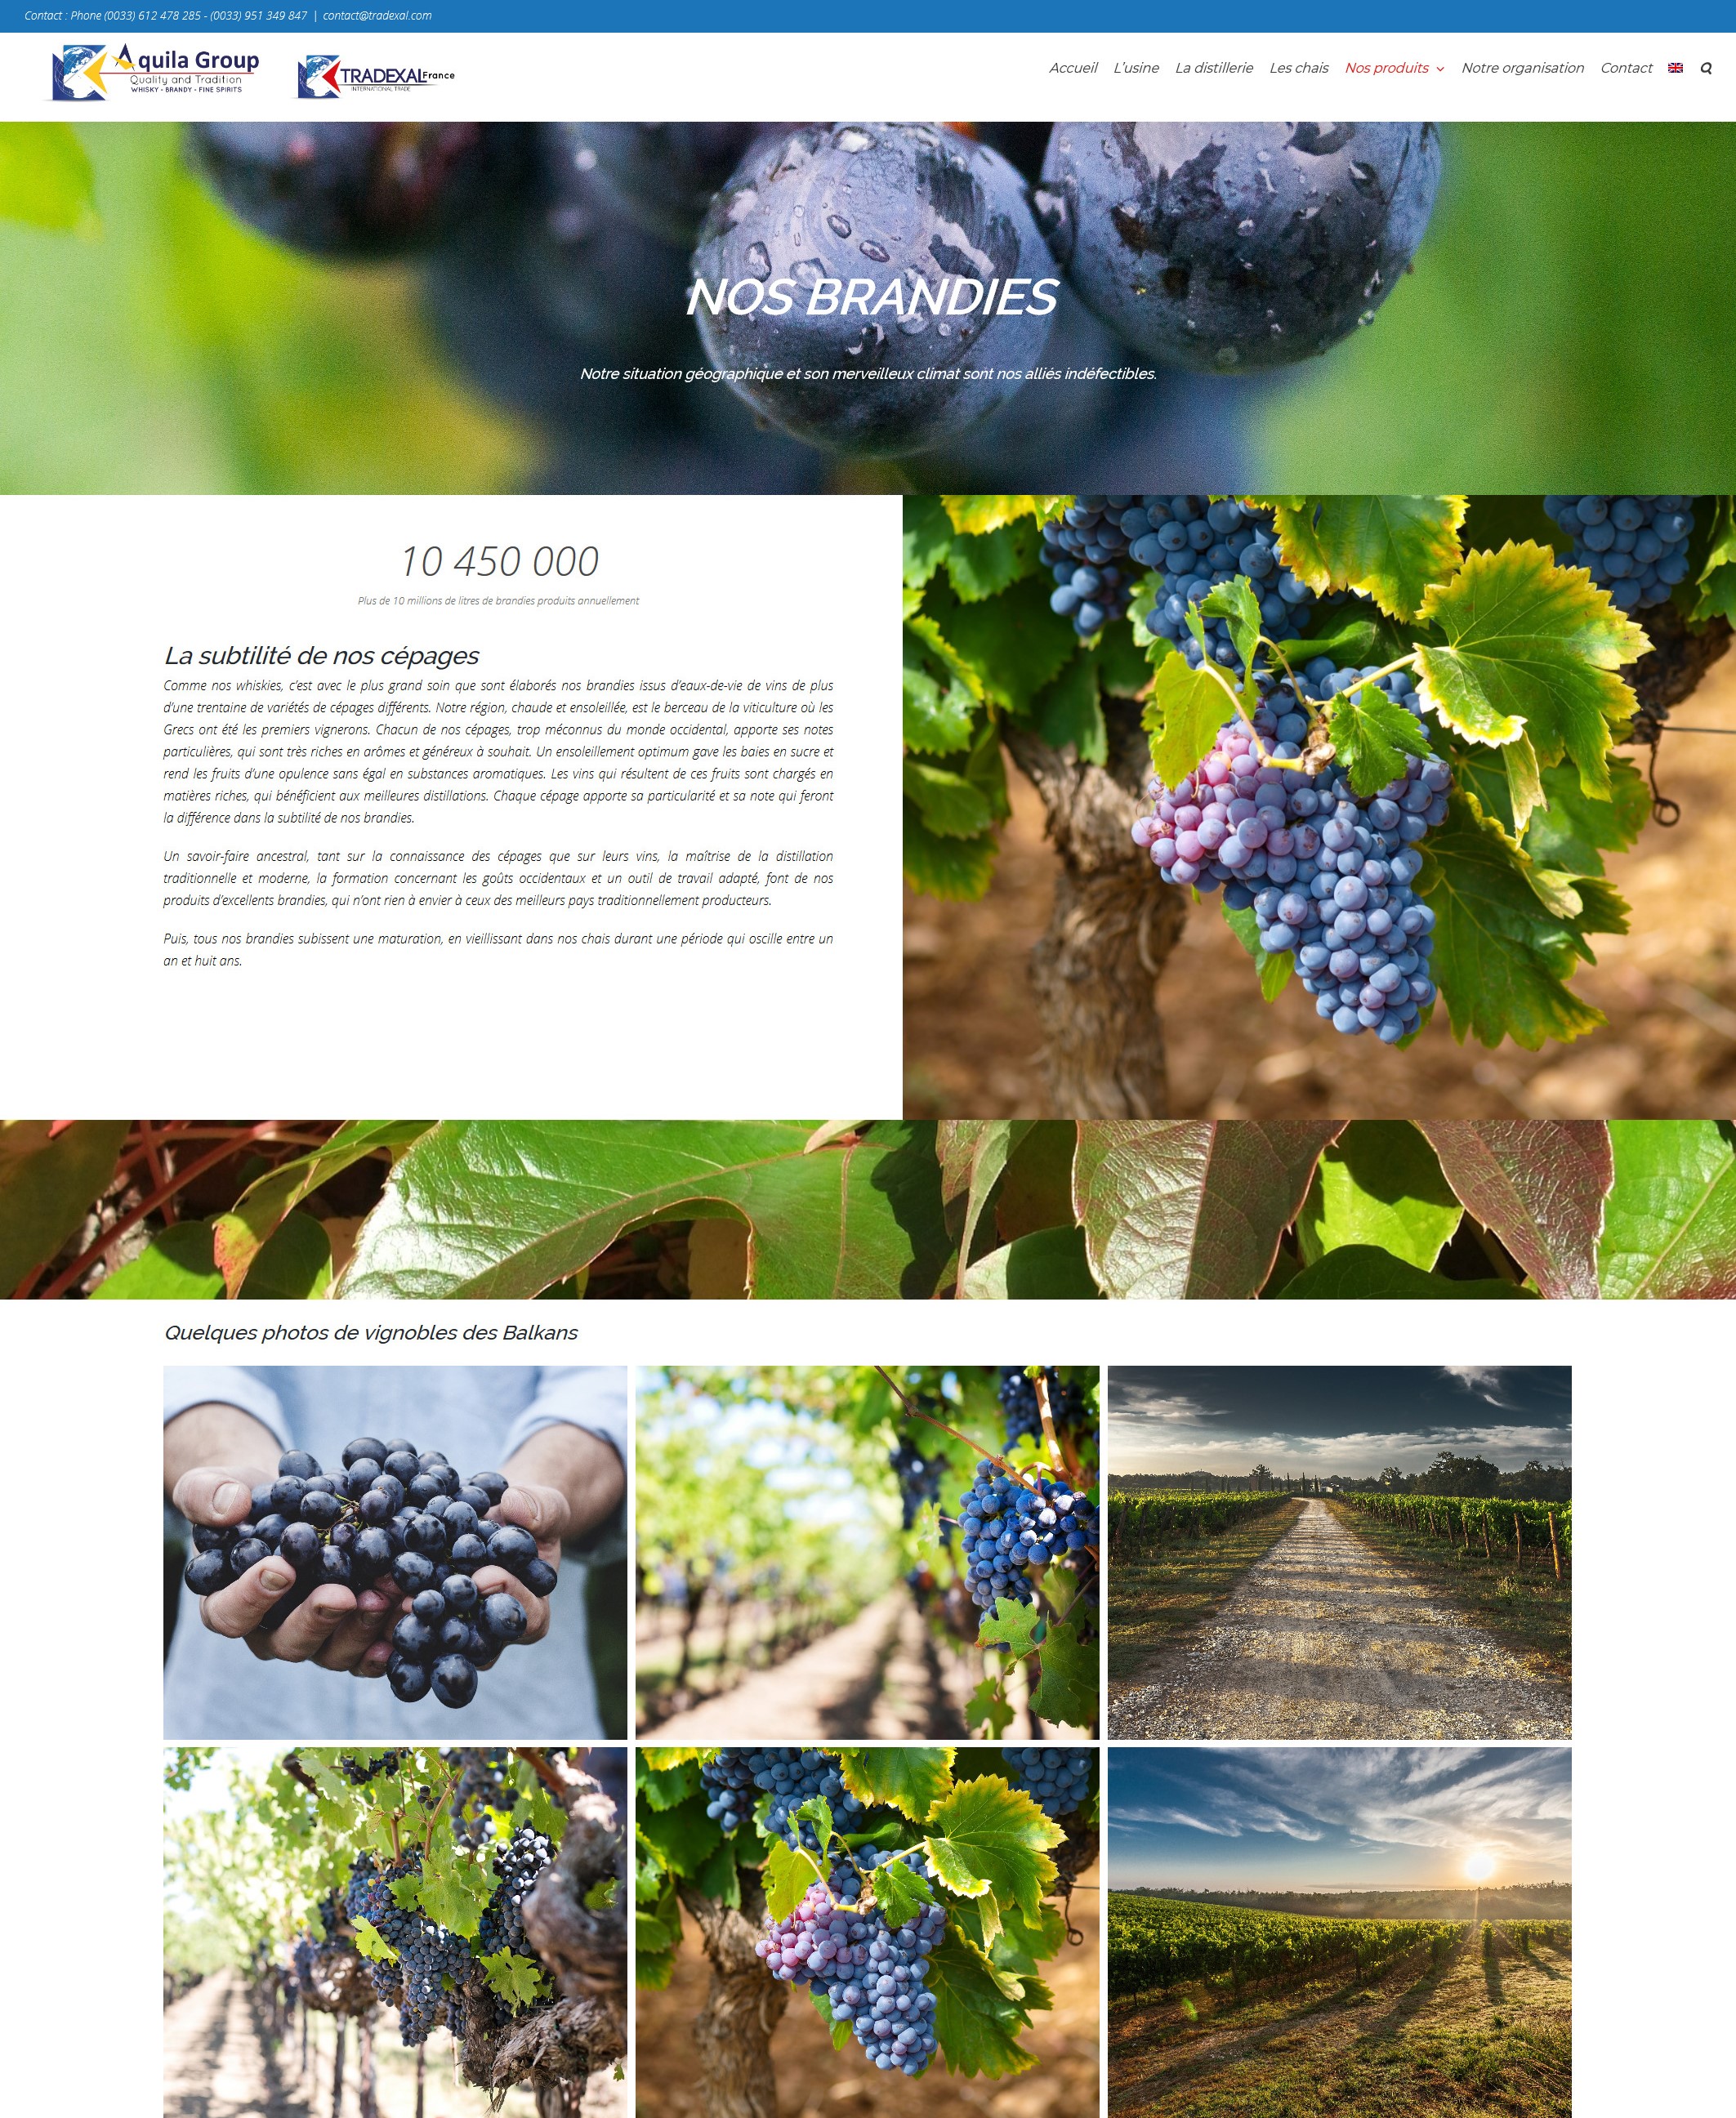 Contact : Phone (0033) 612 478 285 - (0033) 951 349 847 | contact@tradexal.com
Aquila Group
Quality and Tradition
WHISKY - BRANDY - FINE SPIRITS
TRADEXAL France
INTERNATIONAL TRADE
Accueil L'usine La distillerie Les chais Nos produits Notre organisation Contact
NOS BRANDIES
Notre situation géographique et son merveilleux climat sont nos alliés indéfectibles.
10 450 000
Plus de 10 millions de litres de brandies produits annuellement
La subtilité de nos cépages
Comme nos whiskies, c'est avec le plus grand soin que sont élaborés nos brandies issus d'eaux-de-vie de vins de plus
d'une trentaine de variétés de cépages différents. Notre région, chaude et ensoleillée, est le berceau de la viticulture où les
Grecs ont été les premiers vignerons. Chacun de nos cépages, trop méconnus du monde occidental, apporte ses notes
particulières, qui sont très riches en arômes et généreux à souhait. Un ensoleillement optimum gave les baies en sucre et
rend les fruits d'une opulence sans égal en substances aromatiques. Les vins qui résultent de ces fruits sont chargés en
matières riches, qui bénéficient aux meilleures distillations. Chaque cépage apporte sa particularité et sa note qui feront
la différence dans la subtilité de nos brandies.
Un savoir-faire ancestral, tant sur la connaissance des cépages que sur leurs vins, la maîtrise de la distillation
traditionnelle et moderne, la formation concernant les goûts occidentaux et un outil de travail adapté, font de nos
produits d'excellents brandies, qui n'ont rien à envier à ceux des meilleurs pays traditionnellement producteurs.
Puis, tous nos brandies subissent une maturation, en vieillissant dans nos chais durant une période qui oscille entre un
an et huit ans.
Quelques photos de vignobles des Balkans